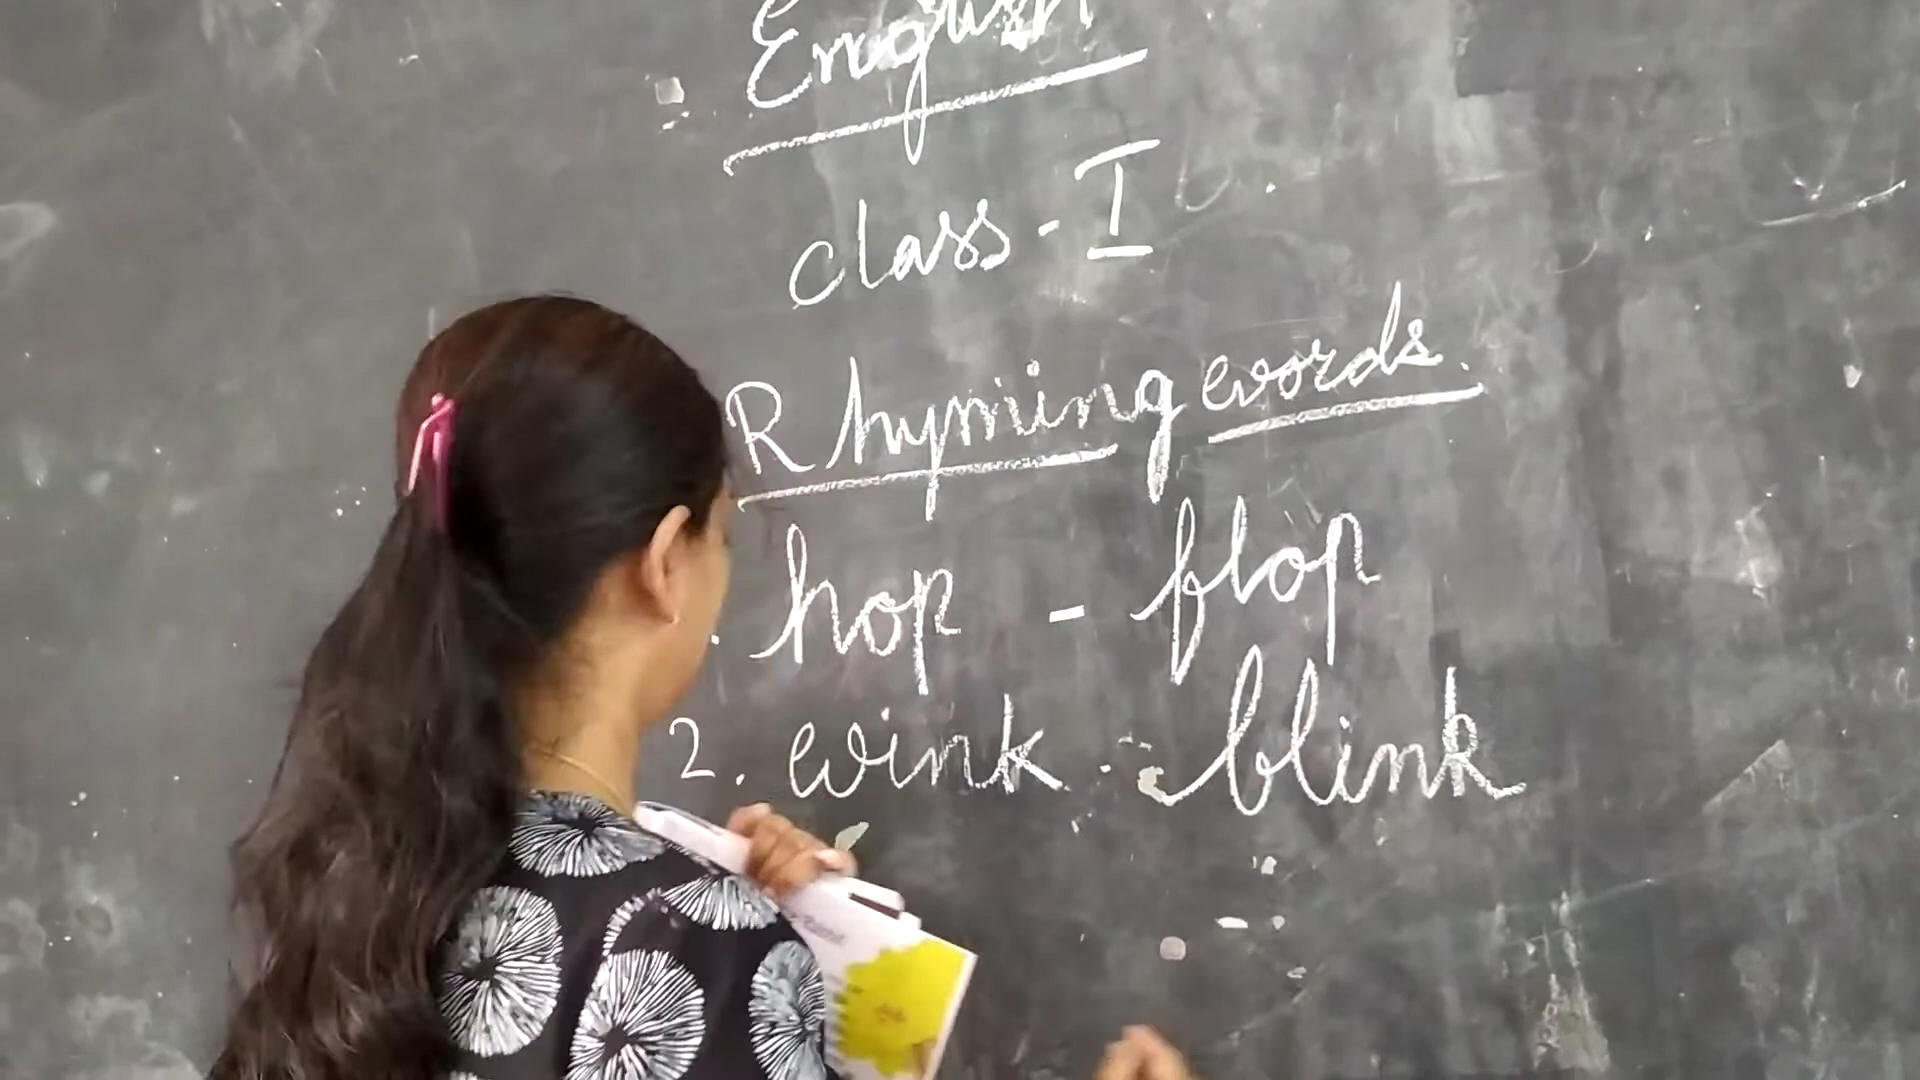 English
class - I
Rhyming words.
. hop - flop
2. wink - blink